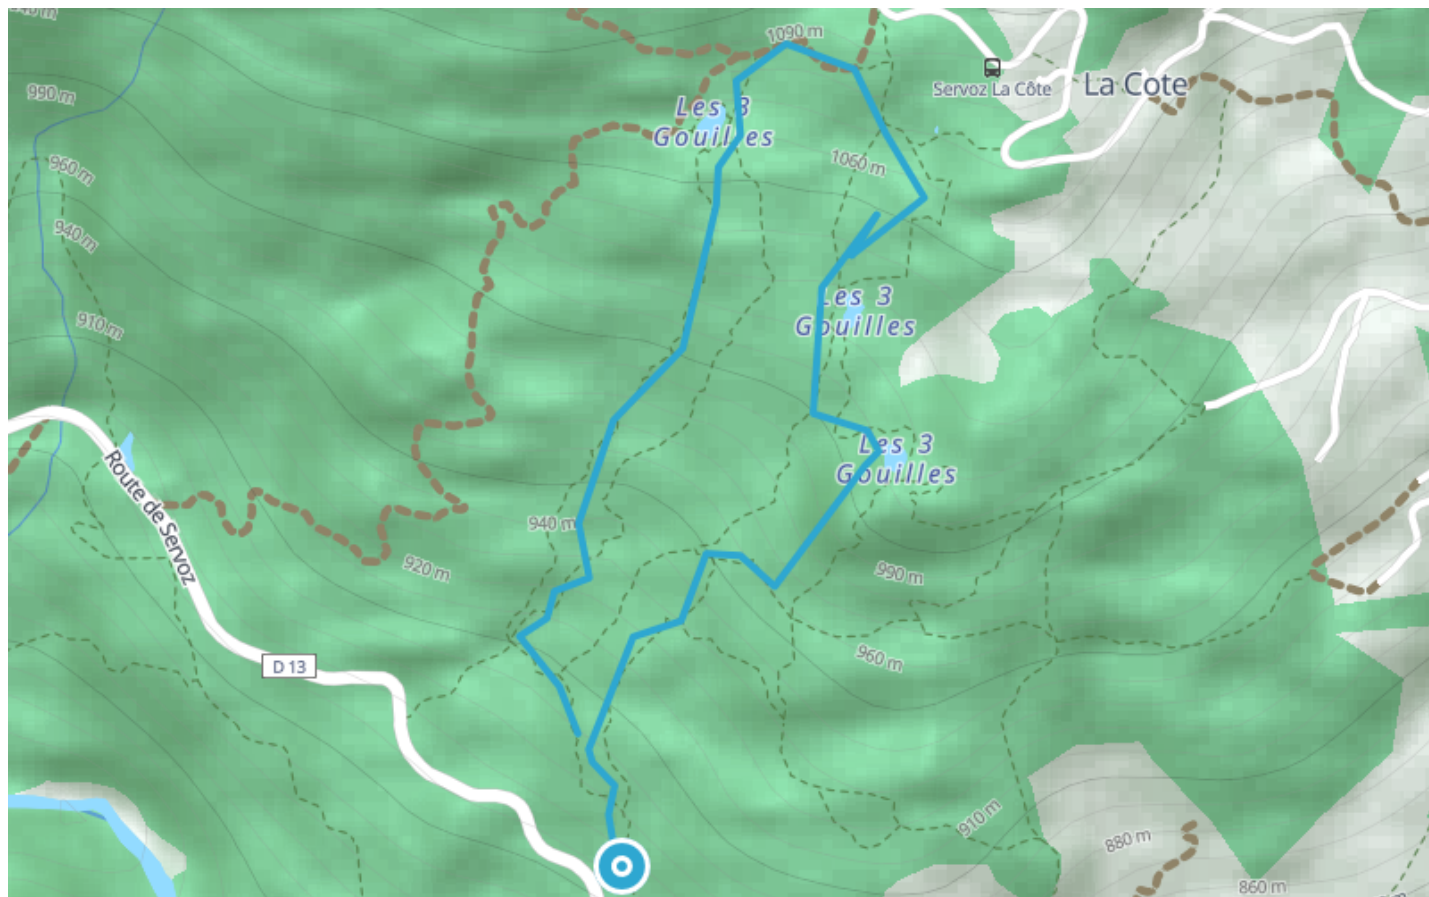 1090 m
Servoz La Côte
La Cote
990 m
Les 3
Gouilles
1060 m
960 m
940 m
Les 3
Gouilles
910 m
Les 3
Gouilles
Route de Servoz
940 m
920 m
990 m
960 m
D 13
910 m
880 m
860 m